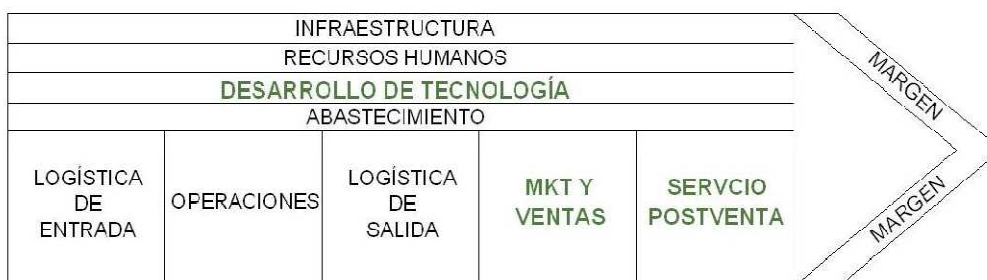 INFRAESTRUCTURA
RECURSOS HUMANOS
DESARROLLO DE TECNOLOGÍA
ABASTECIMIENTO
LOGÍSTICA
DE
ENTRADA
OPERACIONES
LOGÍSTICA
DE
SALIDA
MKT Y
VENTAS
SERVCIO
POSTVENTA
MARGEN
MARGEN